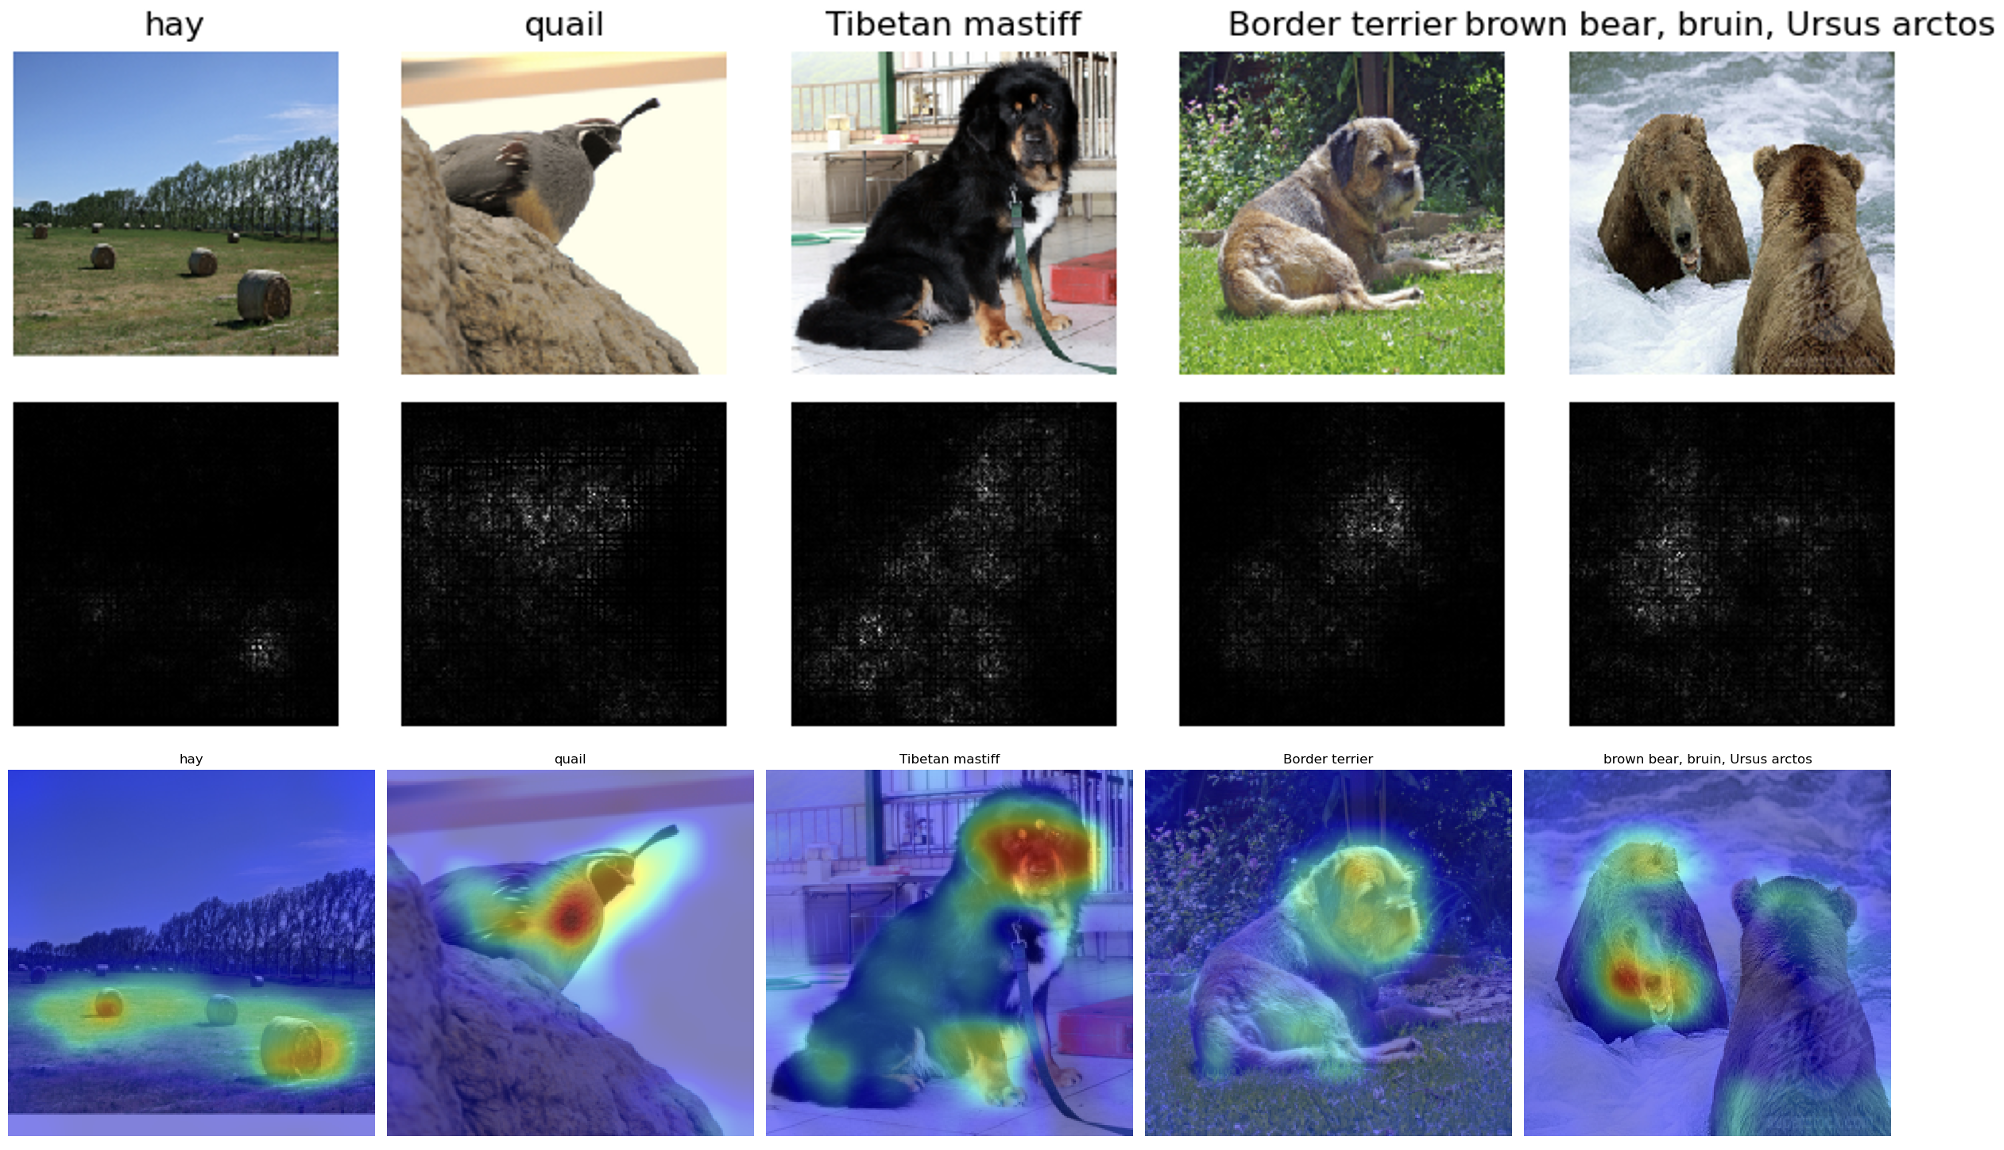 hay
quail
Tibetan mastiff
Border terrier
brown bear, bruin, Ursus arctos
hay
quail
Tibetan mastiff
Border terrier
brown bear, bruin, Ursus arctos